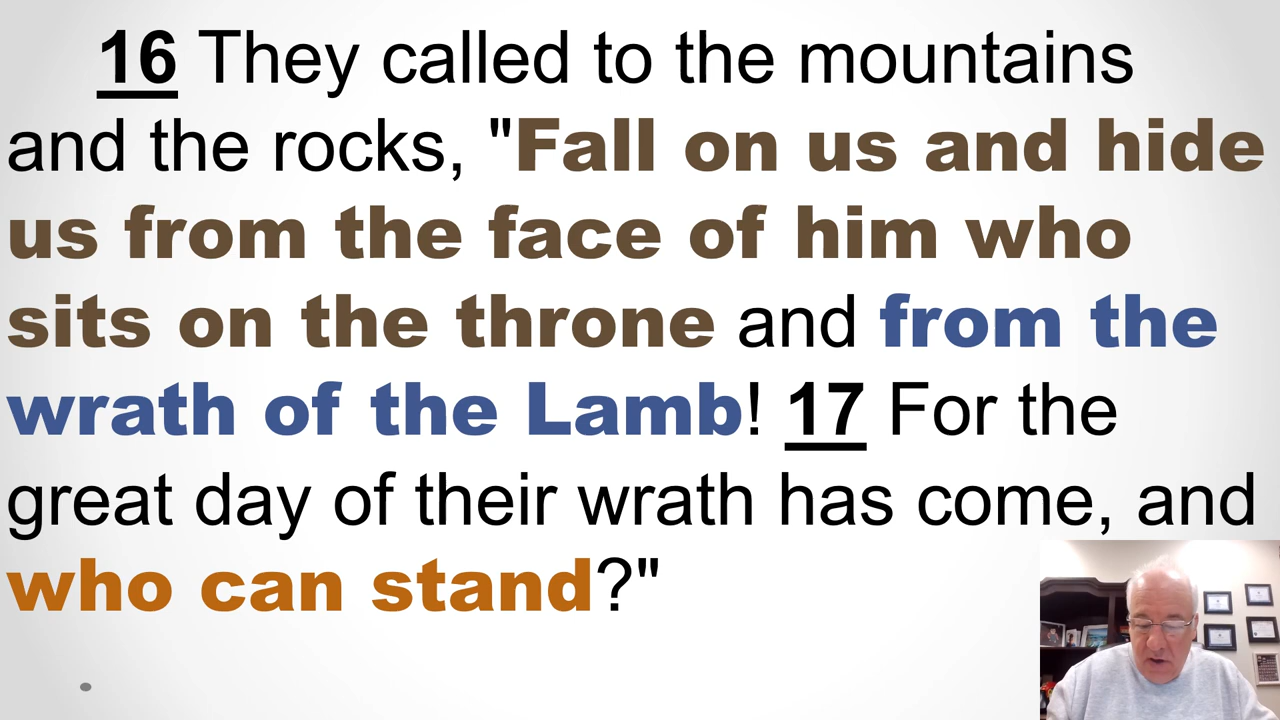 16 They called to the mountains
and the rocks, "Fall on us and hide
us from the face of him who
sits on the throne and from the
wrath of the Lamb! 17 For the
great day of their wrath has come, and
who can stand?"